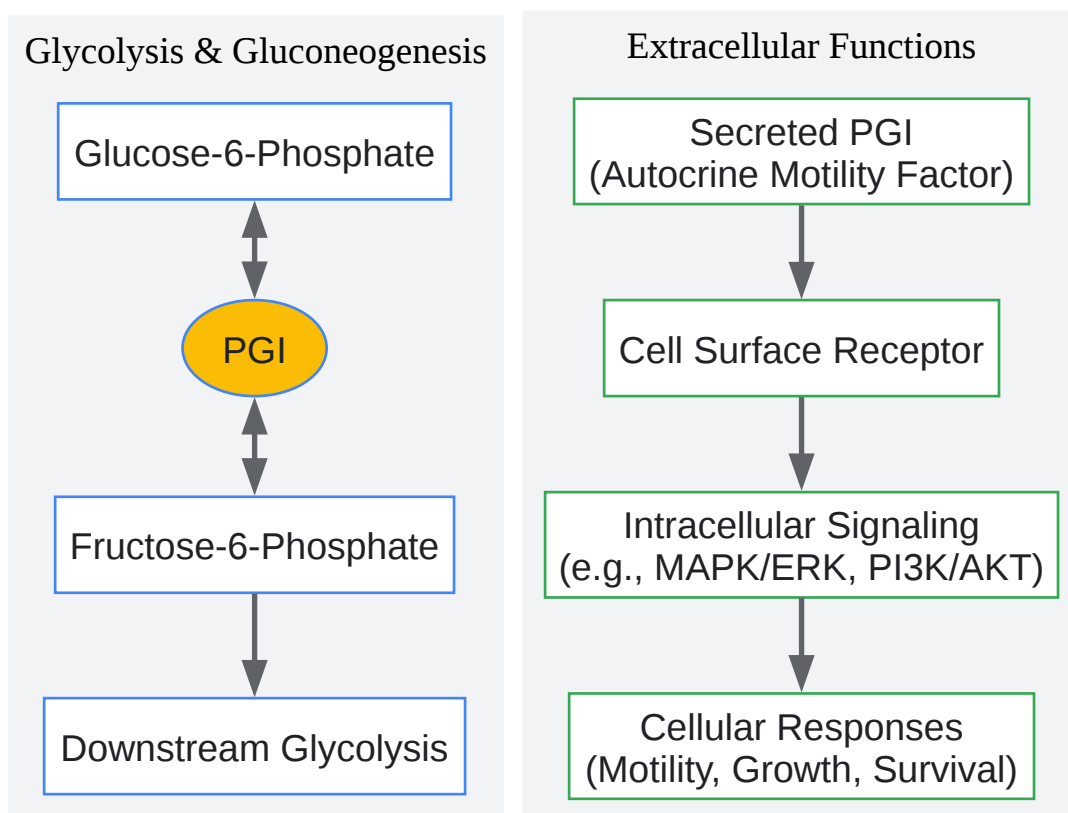 Glycolysis & Gluconeogenesis
Glucose-6-Phosphate
PGI
Fructose-6-Phosphate
Downstream Glycolysis
Extracellular Functions
Secreted PGI
(Autocrine Motility Factor)
Cell Surface Receptor
Intracellular Signaling
(e.g., MAPK/ERK, PI3K/AKT)
Cellular Responses
(Motility, Growth, Survival)